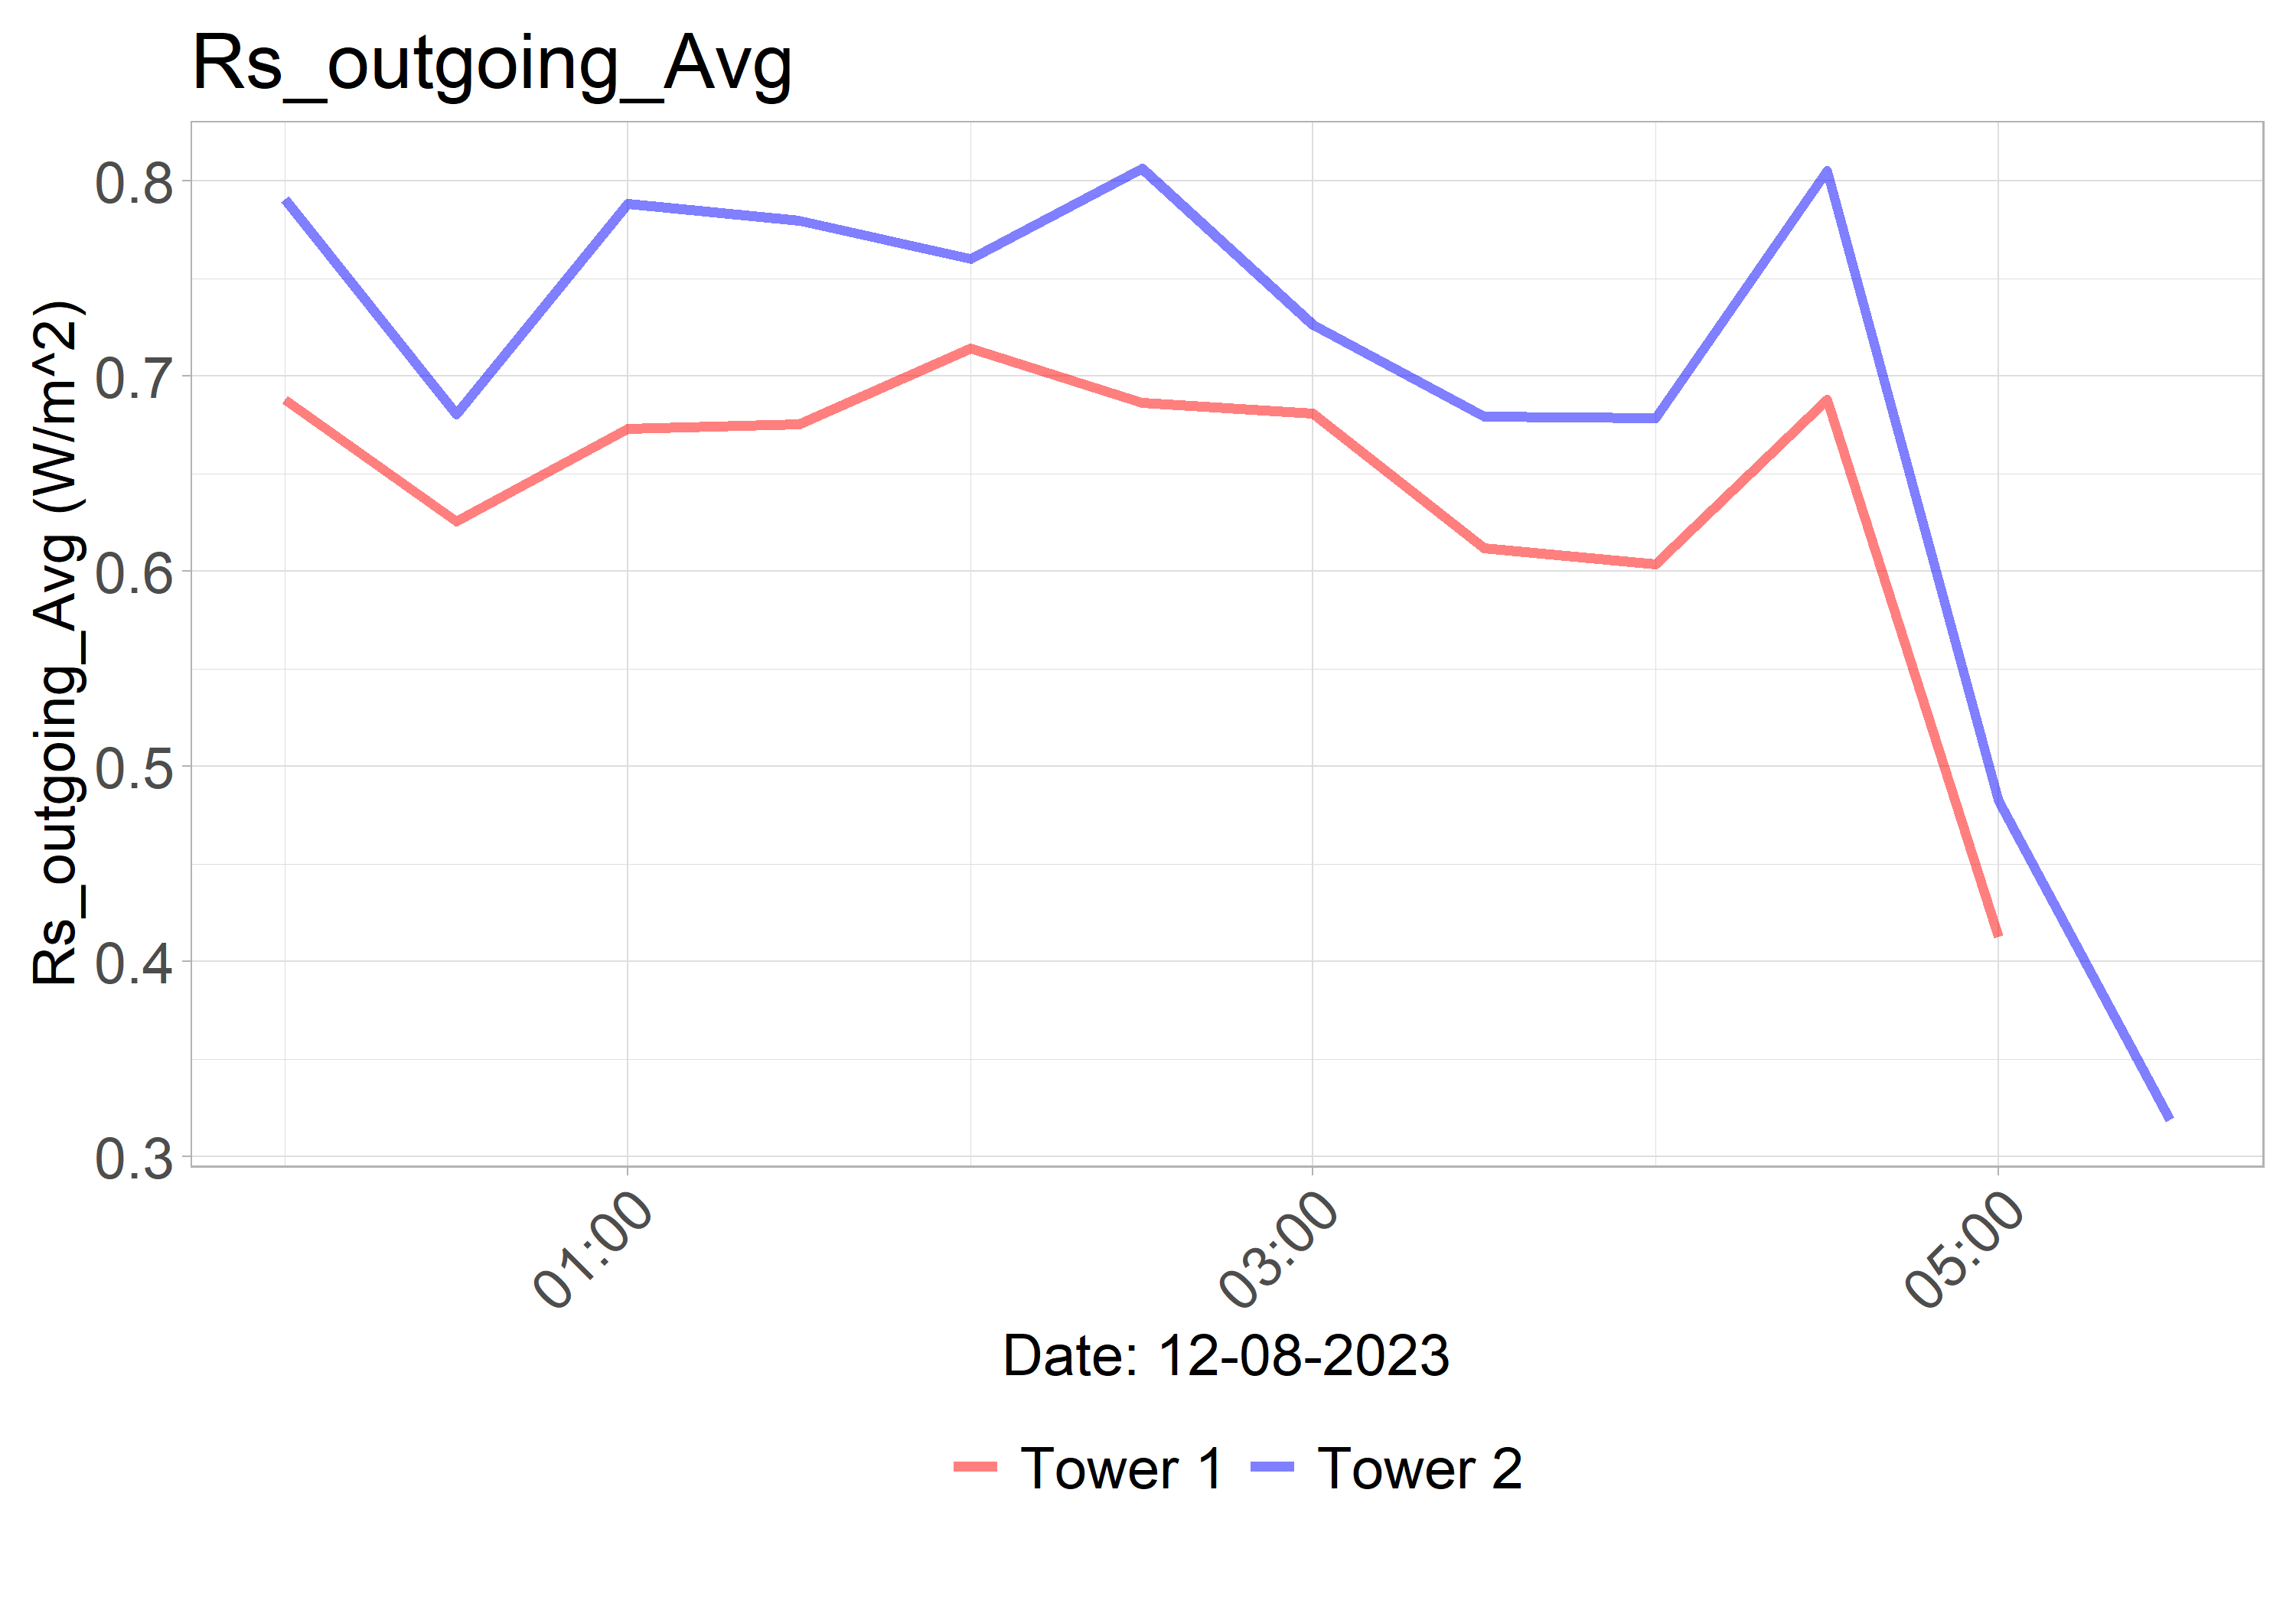 Rs_outgoing_Avg
Rs_outgoing_Avg (W/m^2)
0.8
0.7
0.6
0.5
0.4
0.3
01:00
03:00
05:00
Date: 12-08-2023
Tower 1
Tower 2